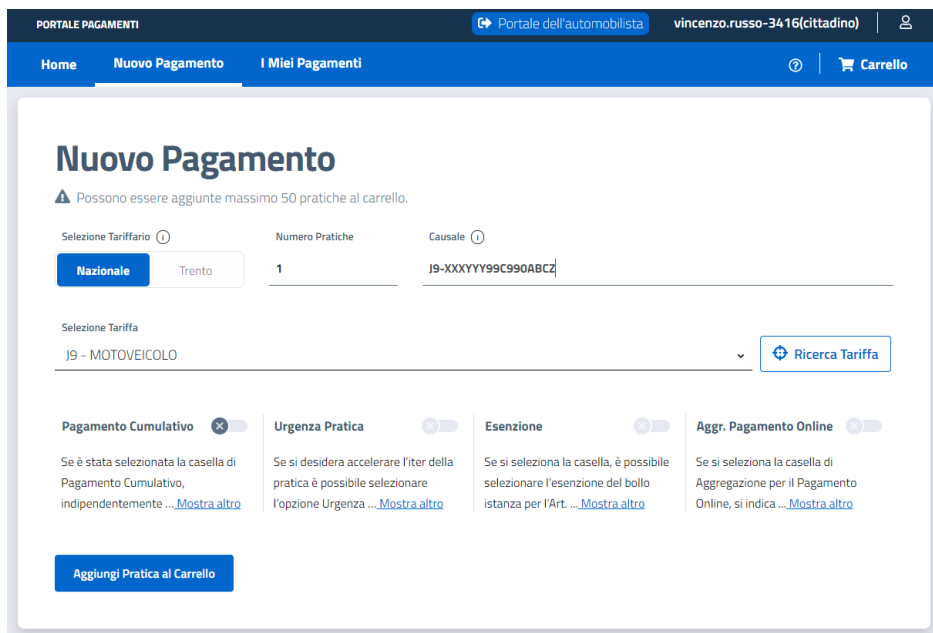 PORTALE PAGAMENTI
Portale dell'automobilista
vincenzo.russo-3416(cittadino)
Home
Nuovo Pagamento
I Miei Pagamenti
Carrello
Nuovo Pagamento
Possono essere aggiunte massimo 50 pratiche al carrello.
Selezione Tariffario
Numero Pratiche
Causale
Nazionale
Trento
1
J9-XXXYYY99C990ABCZ
Selezione Tariffa
J9 - MOTOVEICOLO
Ricerca Tariffa
Pagamento Cumulativo
Se è stata selezionata la casella di
Pagamento Cumulativo,
indipendentemente ... Mostra altro
Urgenza Pratica
Se si desidera accelerare l'iter della
pratica è possibile selezionare
l'opzione Urgenza ... Mostra altro
Esenzione
Se si seleziona la casella, è possibile
selezionare l'esenzione del bollo
istanza per l'Art. ... Mostra altro
Aggr. Pagamento Online
Se si seleziona la casella di
Aggregazione per il Pagamento
Online, si indica ... Mostra altro
Aggiungi Pratica al Carrello